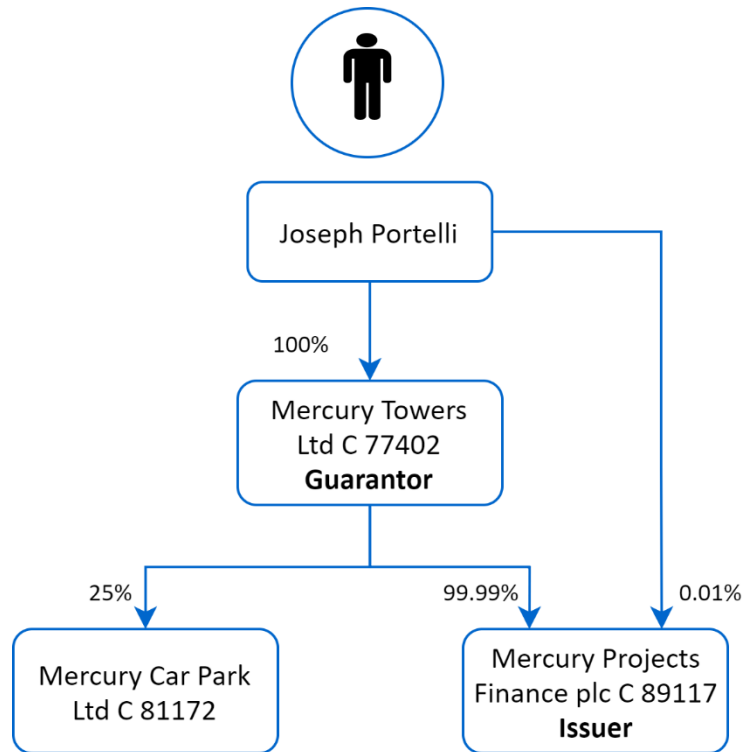 Joseph Portelli
100%
Mercury Towers
Ltd C 77402
Guarantor
25%
99.99%
0.01%
Mercury Car Park
Ltd C 81172
Mercury Projects
Finance plc C 89117
Issuer